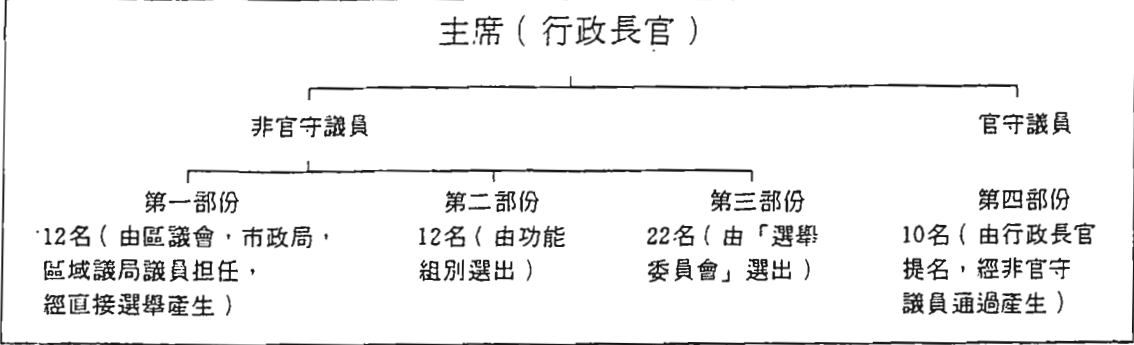 主席（行政長官）
非官守議員
官守議員
第一部份
12名（由區議會，市政局，
區域議局議員担任，
經直接選舉產生）
第二部份
12名（由功能
組別選出）
第三部份
22名（由「選舉
委員會」選出）
第四部份
10名（由行政長官
提名，經非官守
議員通過產生）